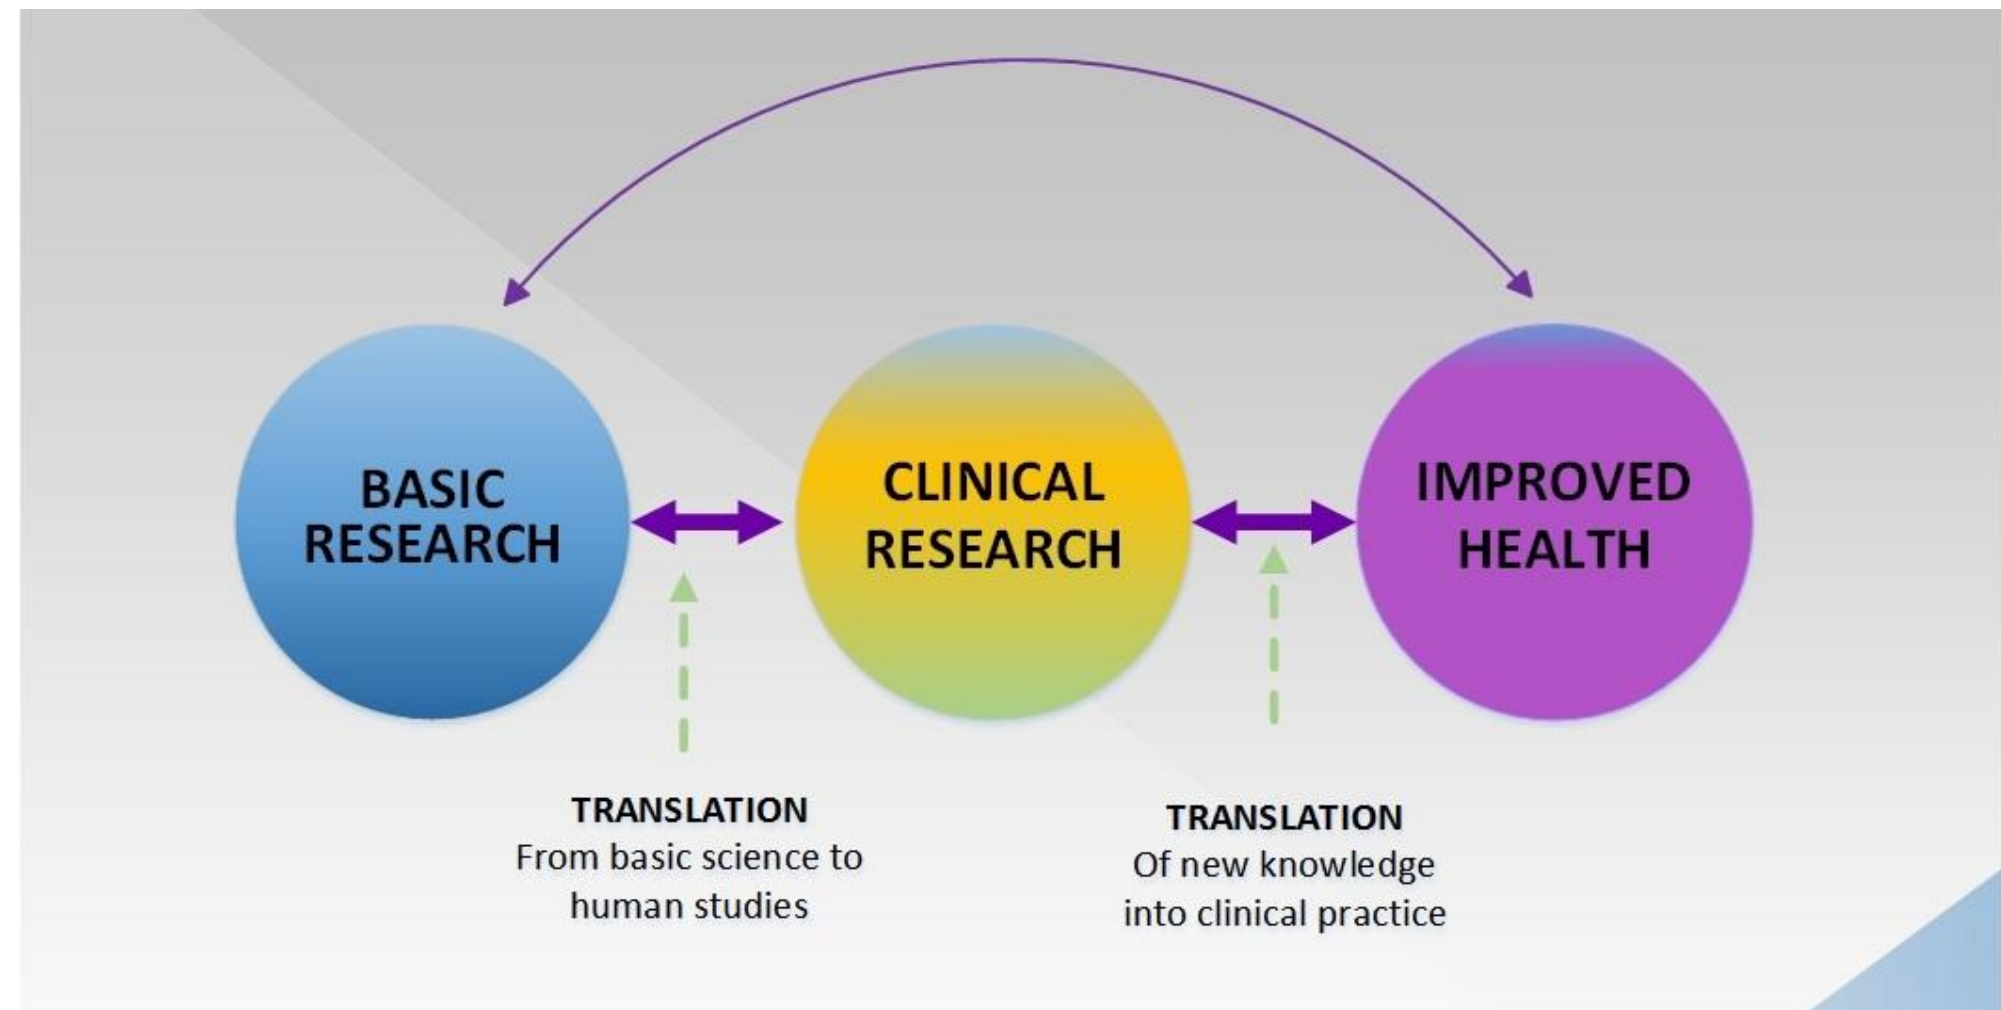 BASIC
RESEARCH
CLINICAL
RESEARCH
IMPROVED
HEALTH
TRANSLATION
From basic science to
human studies
TRANSLATION
Of new knowledge
into clinical practice